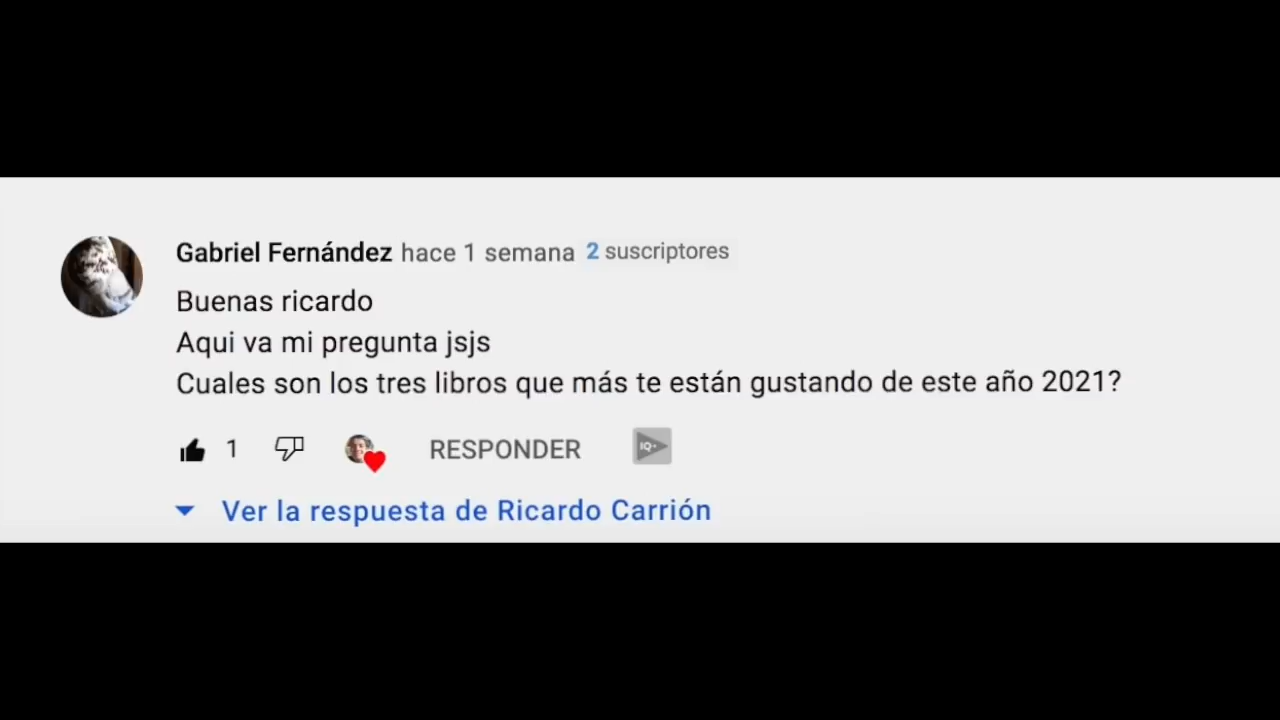 Gabriel Fernández hace 1 semana 2 suscriptores
Buenas ricardo
Aqui va mi pregunta jsjs
Cuales son los tres libros que más te están gustando de este año 2021?
1 RESPONDER IQ
Ver la respuesta de Ricardo Carrión